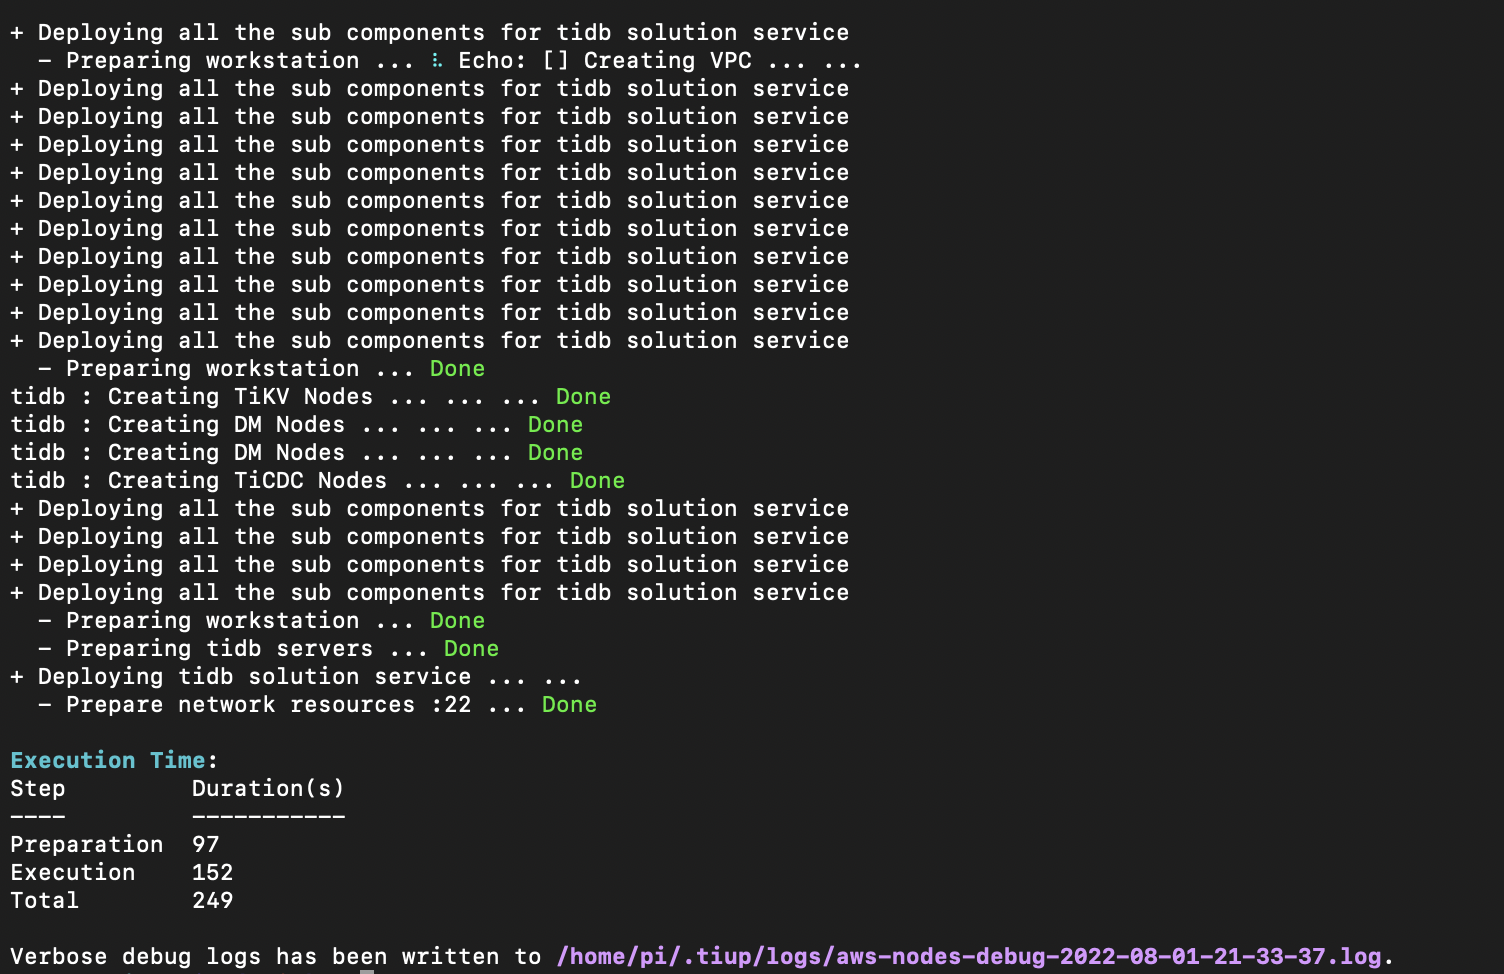 + Deploying all the sub components for tidb solution service
  - Preparing workstation ... ⠧ Echo: [] Creating VPC ... ...
+ Deploying all the sub components for tidb solution service
+ Deploying all the sub components for tidb solution service
+ Deploying all the sub components for tidb solution service
+ Deploying all the sub components for tidb solution service
+ Deploying all the sub components for tidb solution service
+ Deploying all the sub components for tidb solution service
+ Deploying all the sub components for tidb solution service
+ Deploying all the sub components for tidb solution service
+ Deploying all the sub components for tidb solution service
+ Deploying all the sub components for tidb solution service
  - Preparing workstation ... Done
tidb : Creating TiKV Nodes ... ... ... Done
tidb : Creating DM Nodes ... ... ... Done
tidb : Creating DM Nodes ... ... ... Done
tidb : Creating TiCDC Nodes ... ... ... Done
+ Deploying all the sub components for tidb solution service
+ Deploying all the sub components for tidb solution service
+ Deploying all the sub components for tidb solution service
+ Deploying all the sub components for tidb solution service
  - Preparing workstation ... Done
  - Preparing tidb servers ... Done
+ Deploying tidb solution service ... ...
  - Prepare network resources :22 ... Done

Execution Time:
Step         Duration(s)
----         -----------
Preparation  97
Execution    152
Total        249

Verbose debug logs has been written to /home/pi/.tiup/logs/aws-nodes-debug-2022-08-01-21-33-37.log.